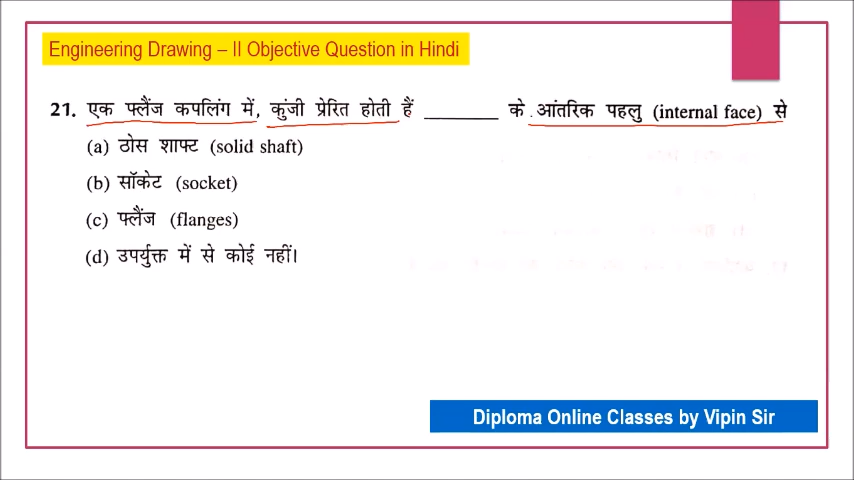 Engineering Drawing – II Objective Question in Hindi
21. एक फ्लैंज कपलिंग में, कुंजी प्रेरित होती हैं ________ के आंतरिक पहलु (internal face) से
(a) ठोस शाफ्ट (solid shaft)
(b) सॉकेट (socket)
(c) फ्लैंज (flanges)
(d) उपर्युक्त में से कोई नहीं।
Diploma Online Classes by Vipin Sir